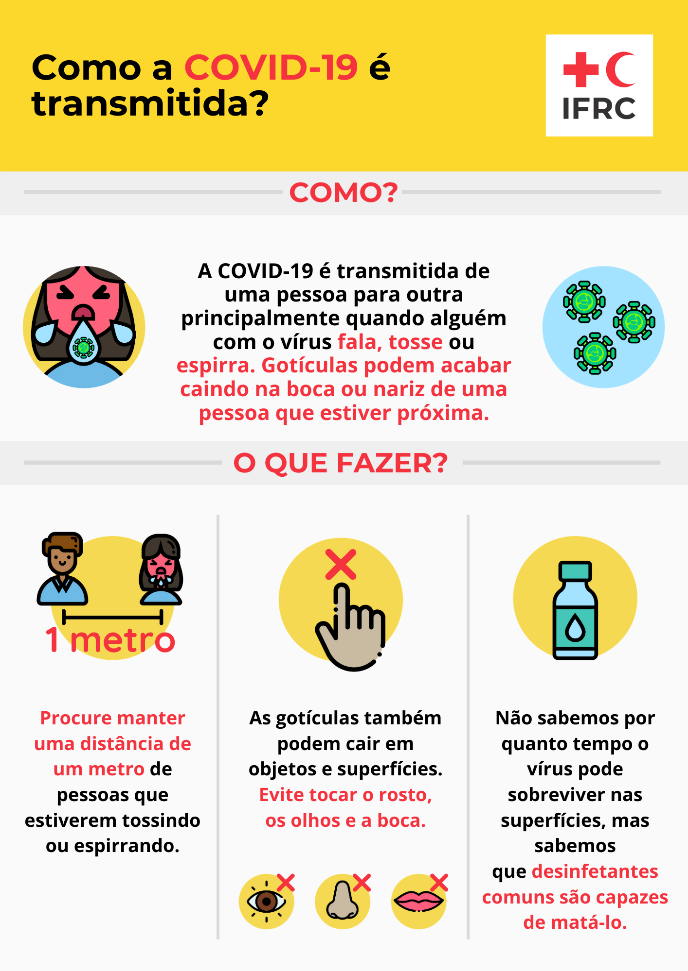 Como a COVID-19 é
transmitida?
IFRC
COMO?
A COVID-19 é transmitida de
uma pessoa para outra
principalmente quando alguém
com o vírus fala, tosse ou
espirra. Gotículas podem acabar
caindo na boca ou nariz de uma
pessoa que estiver próxima.
O QUE FAZER?
1 metro
Procure manter
uma distância de
um metro de
pessoas que
estiverem tossindo
ou espirrando.
As gotículas também
podem cair em
objetos e superfícies.
Evite tocar o rosto,
os olhos e a boca.
Não sabemos por
quanto tempo o
vírus pode
sobreviver nas
superfícies, mas
sabemos
que desinfetantes
comuns são capazes
de matá-lo.